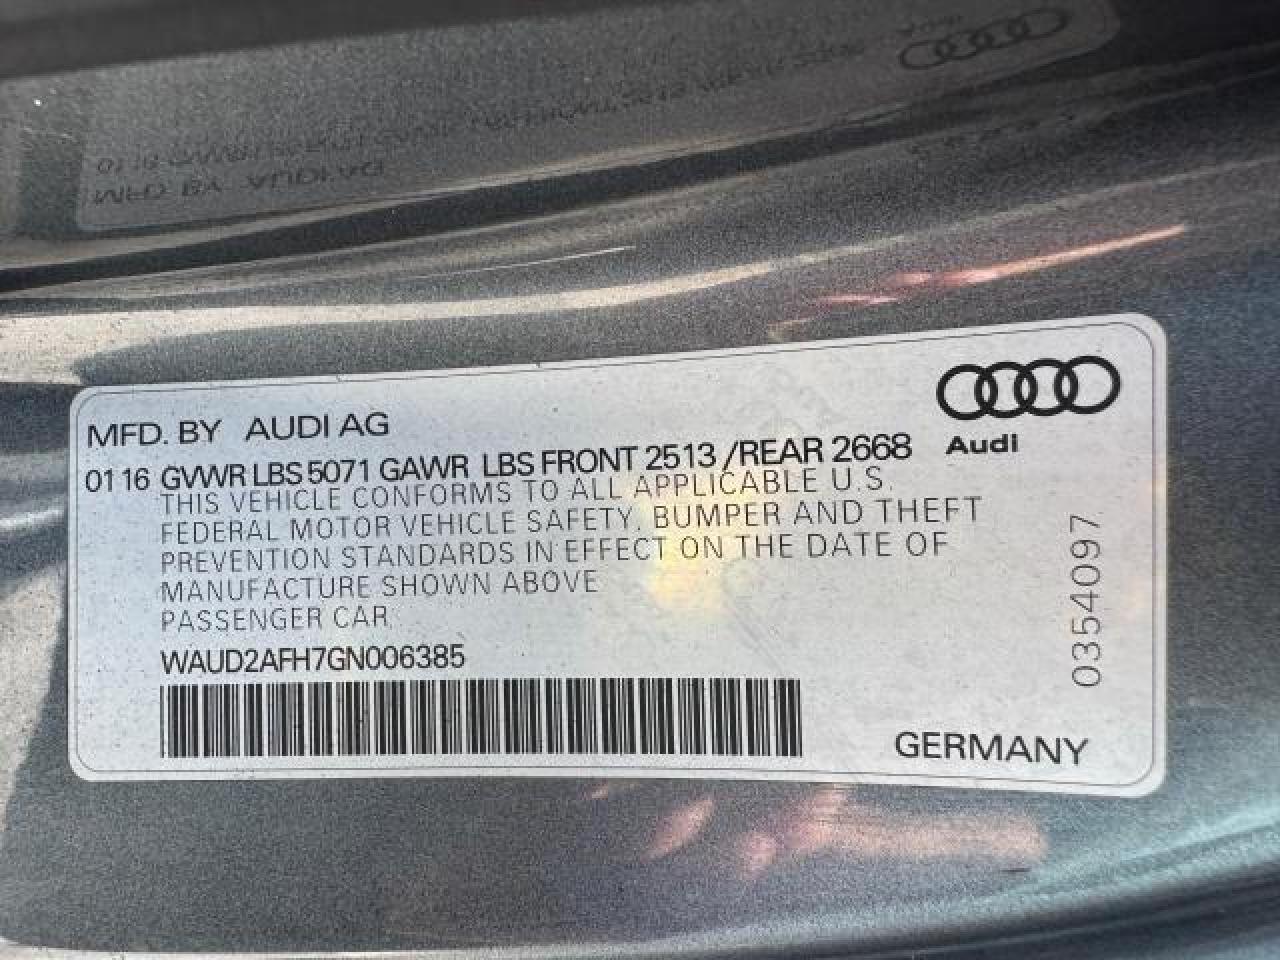 MFD. BY AUDI AG
Audi
01 16 GVWR LBS 5071 GAWR LBS FRONT 2513 /REAR 2668
THIS VEHICLE CONFORMS TO ALL APPLICABLE U.S.
FEDERAL MOTOR VEHICLE SAFETY, BUMPER AND THEFT
PREVENTION STANDARDS IN EFFECT ON THE DATE OF
MANUFACTURE SHOWN ABOVE
PASSENGER CAR
WAUD2AFH7GN006385
0354097
GERMANY